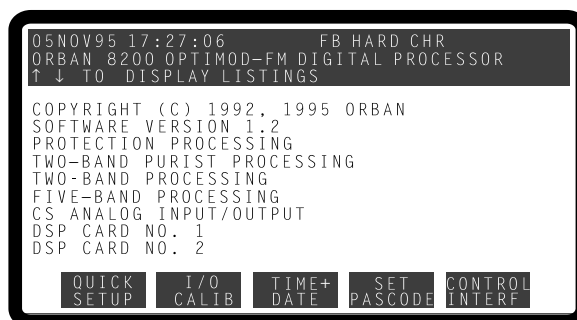 05NOV95 17:27:06 FB HARD CHR
ORBAN 8200 OPTIMOD–FM DIGITAL PROCESSOR
↑ ↓ TO DISPLAY LISTINGS
COPYRIGHT (C) 1992, 1995 ORBAN
SOFTWARE VERSION 1.2
PROTECTION PROCESSING
TWO–BAND PURIST PROCESSING
TWO-BAND PROCESSING
FIVE–BAND PROCESSING
CS ANALOG INPUT/OUTPUT
DSP CARD NO. 1
DSP CARD NO. 2
QUICK SETUP I/O CALIB TIME+ DATE SET PASCODE CONTROL INTERF